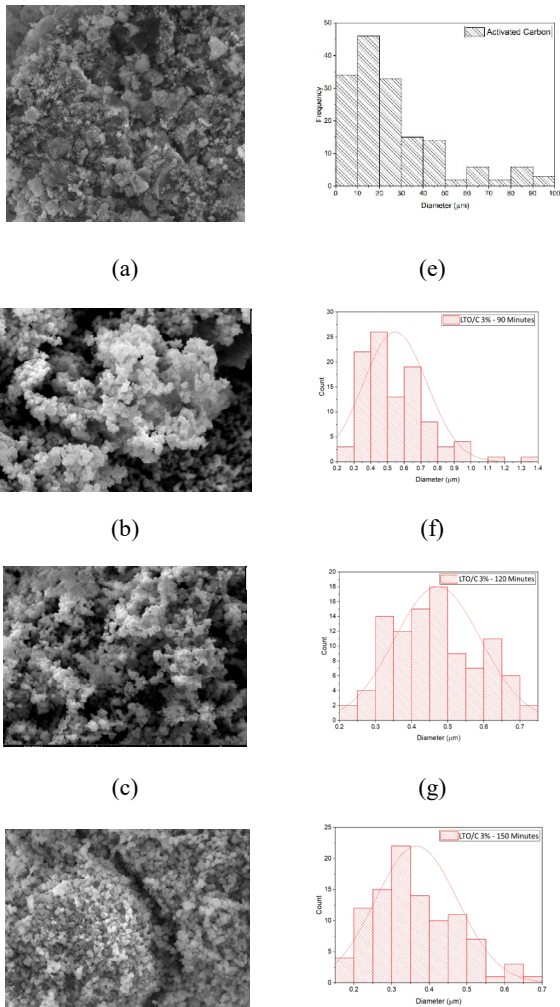 Activated Carbon
Frequency
50
40
30
20
10
0
0 10 20 30 40 50 60 70 80 90 100
Diameter (μm)
(a) (e)
LTO/C 3% - 90 Minutes
Count
30
25
20
15
10
5
0
0.2 0.3 0.4 0.5 0.6 0.7 0.8 0.9 1.0 1.1 1.2 1.3 1.4
Diameter (μm)
(b) (f)
LTO/C 3% - 120 Minutes
Count
20
18
16
14
12
10
8
6
4
2
0
0.2 0.3 0.4 0.5 0.6 0.7
Diameter (μm)
(c) (g)
LTO/C 3% - 150 Minutes
Count
25
20
15
10
5
0
0.2 0.3 0.4 0.5 0.6 0.7
Diameter (μm)